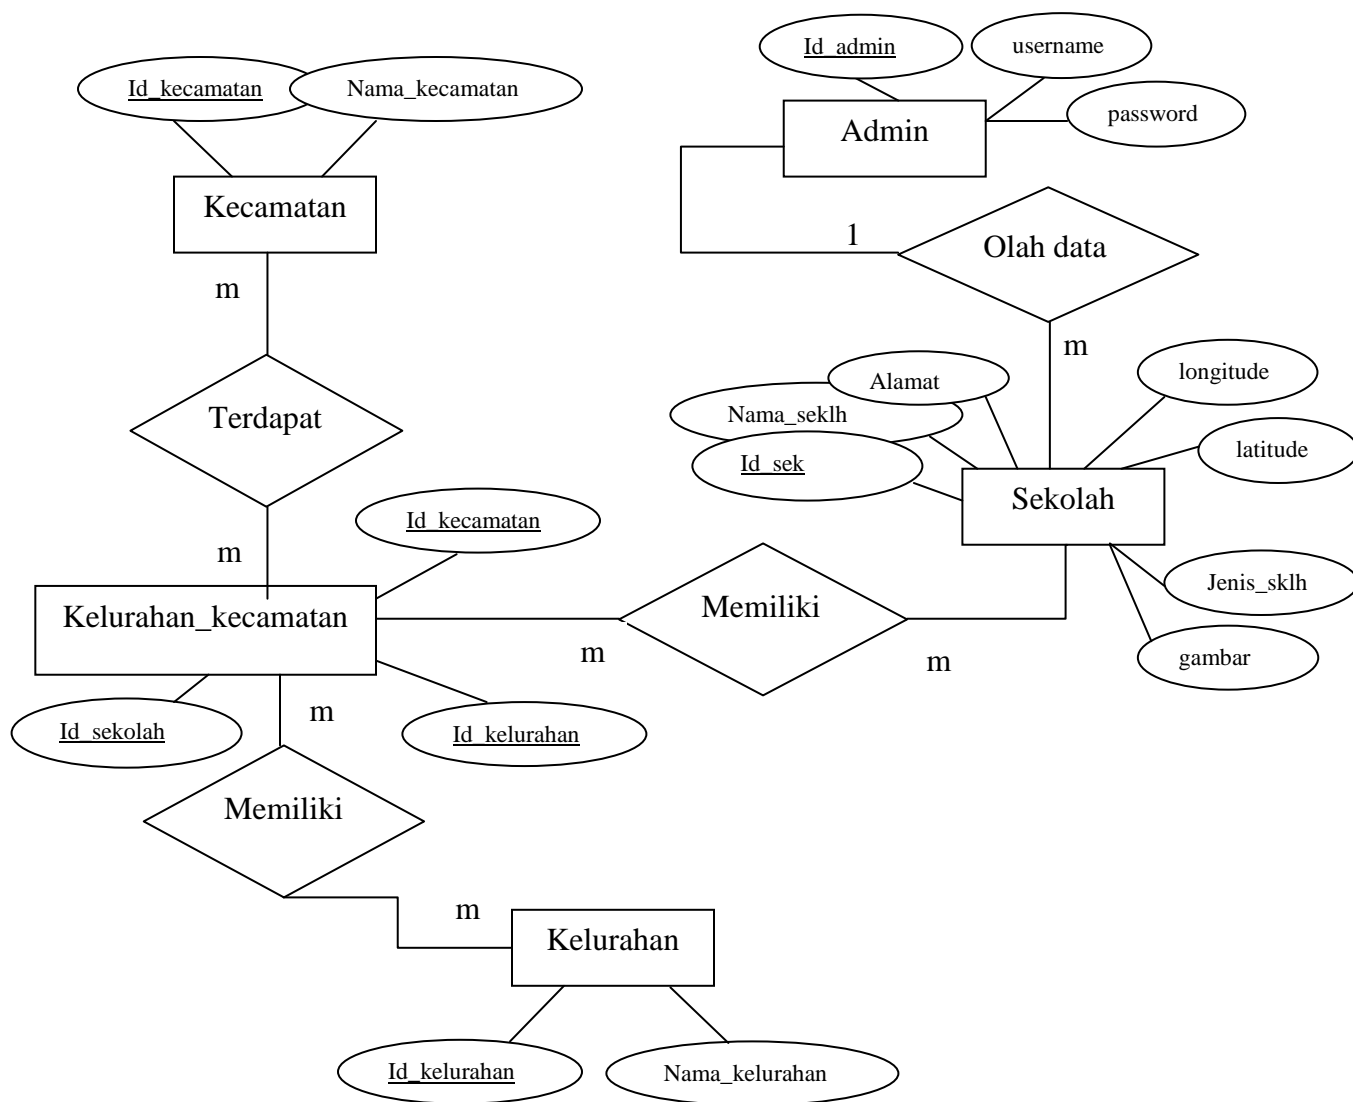 Id_admin
username
Id_kecamatan
Nama_kecamatan
password
Admin
Kecamatan
1
Olah data
m
m
longitude
Alamat
Nama_seklh
Terdapat
latitude
Id_sek
Sekolah
Id_kecamatan
m
Jenis_sklh
Kelurahan_kecamatan
Memiliki
m
m
gambar
m
Id_sekolah
Id_kelurahan
Memiliki
m
Kelurahan
Id_kelurahan
Nama_kelurahan